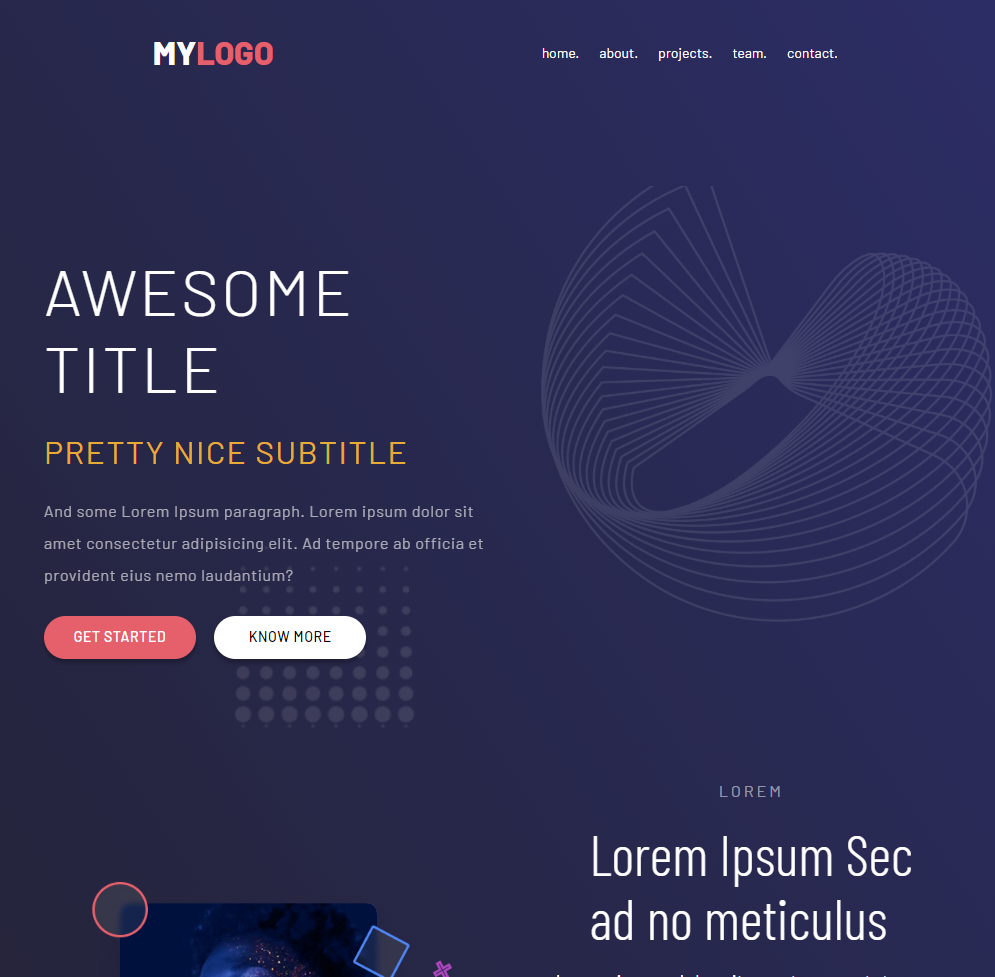 MYLOGO
home. about. projects. team. contact.
AWESOME
TITLE
PRETTY NICE SUBTITLE
And some Lorem Ipsum paragraph. Lorem ipsum dolor sit
amet consectetur adipisicing elit. Ad tempore ab officia et
provident eius nemo laudantium?
GET STARTED KNOW MORE
LOREM
Lorem Ipsum Sec
ad no meticulus